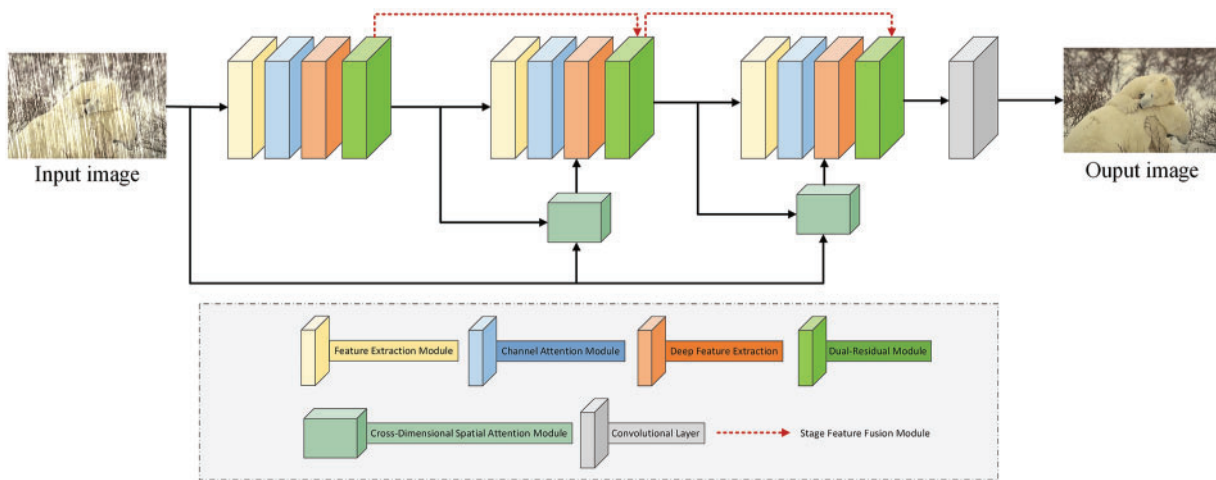 Input image
Ouput image
Feature Extraction Module
Channel Attention Module
Deep Feature Extraction
Dual-Residual Module
Cross-Dimensional Spatial Attention Module
Convolutional Layer
Stage Feature Fusion Module